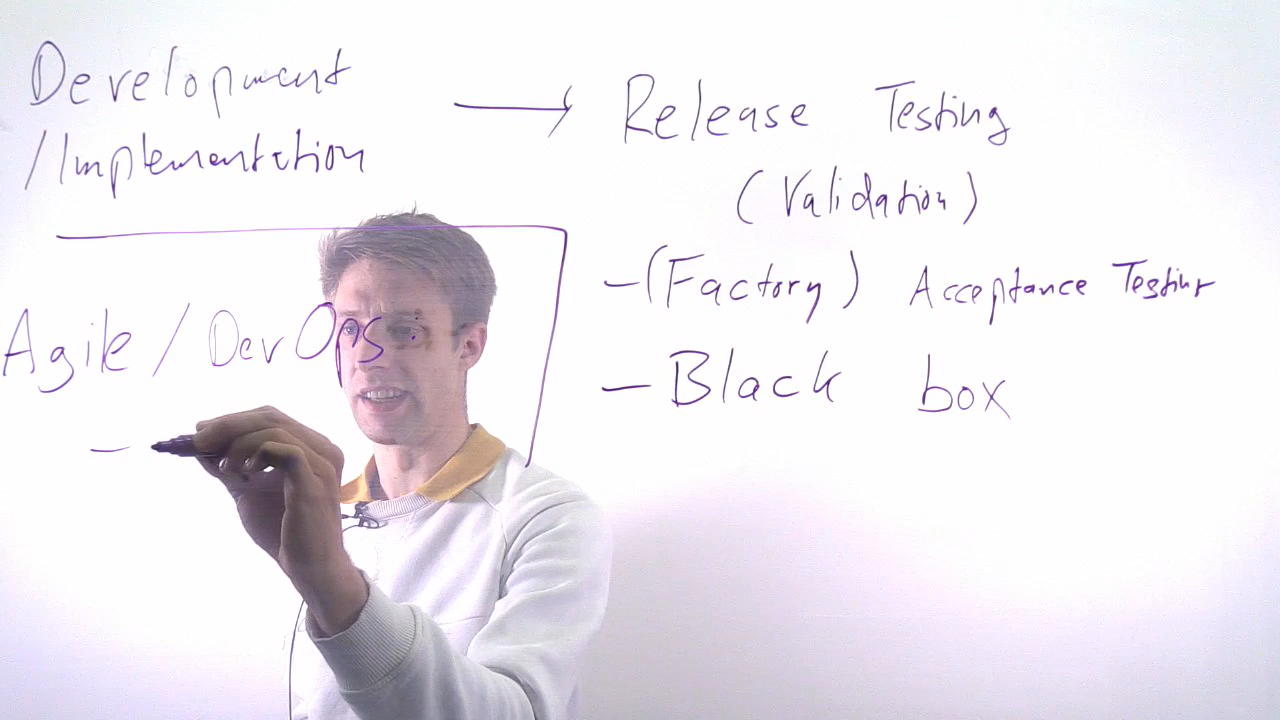 Development
/Implementation
→ Release Testing
(Validation)
- (Factory) Acceptance Testing
- Black box
Agile / DevOps:
-